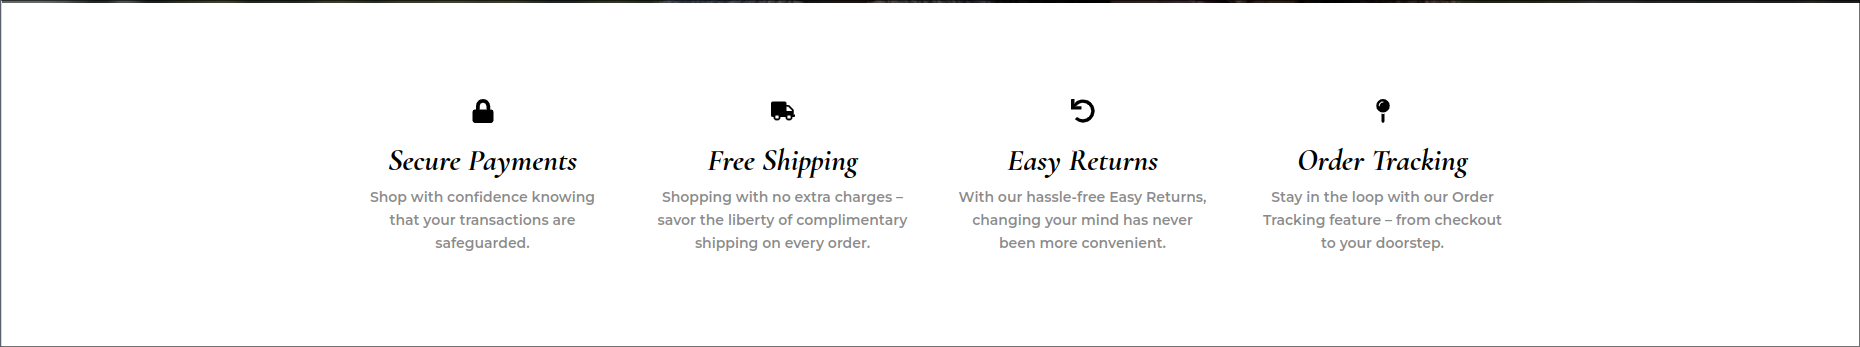 Secure Payments
Shop with confidence knowing
that your transactions are
safeguarded.
Free Shipping
Shopping with no extra charges –
savor the liberty of complimentary
shipping on every order.
Easy Returns
With our hassle-free Easy Returns,
changing your mind has never
been more convenient.
Order Tracking
Stay in the loop with our Order
Tracking feature – from checkout
to your doorstep.